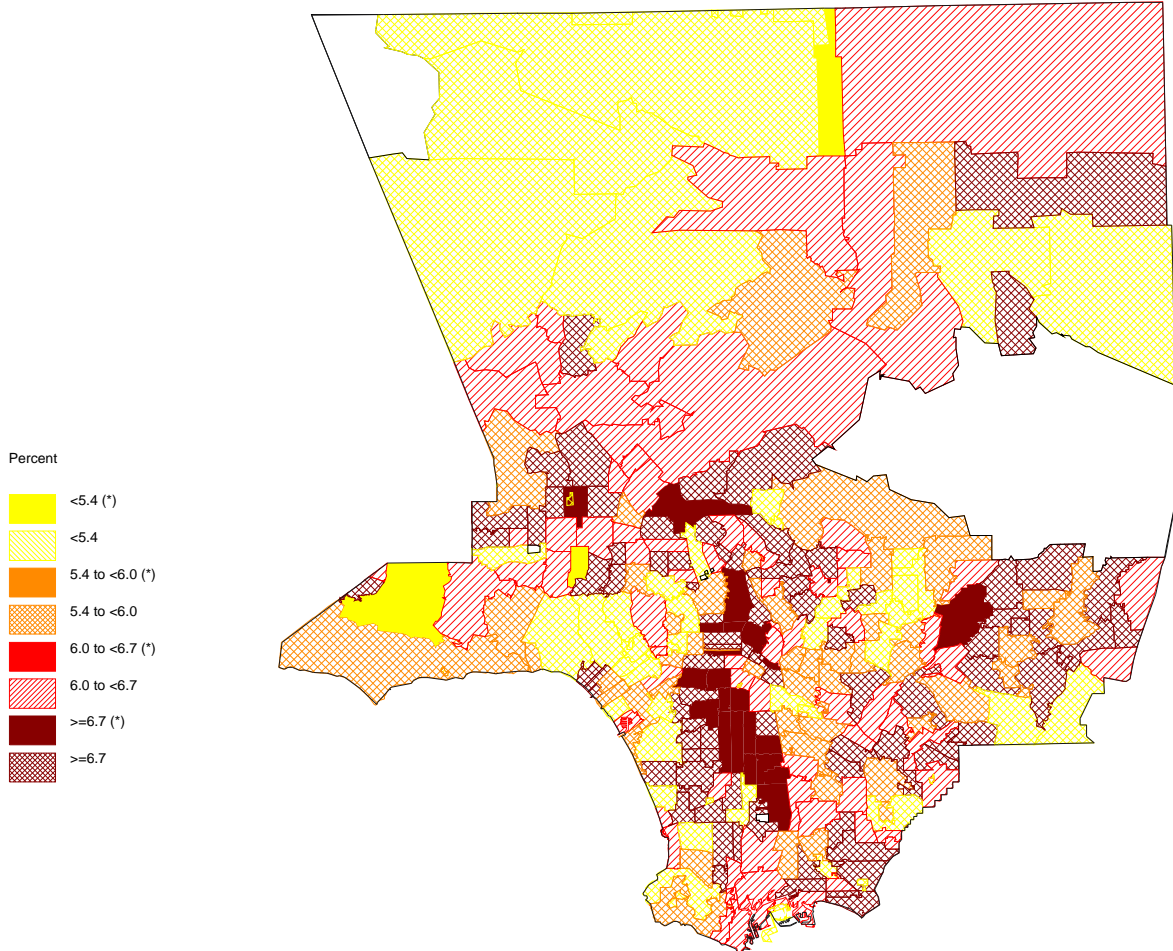 Percent
<5.4 (*)
<5.4
5.4 to <6.0 (*)
5.4 to <6.0
6.0 to <6.7 (*)
6.0 to <6.7
>=6.7 (*)
>=6.7